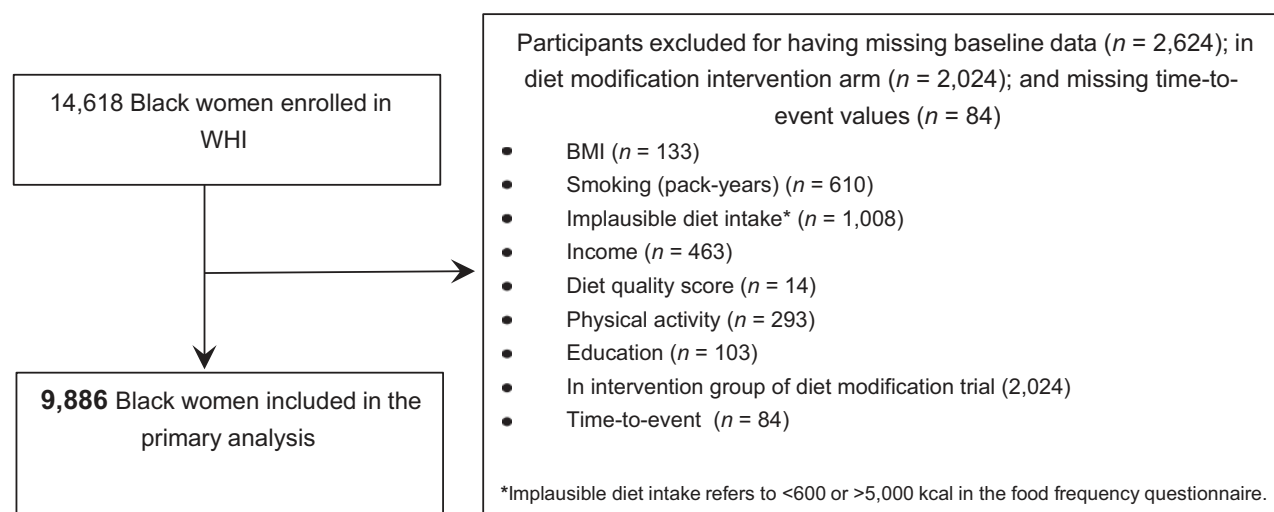 14,618 Black women enrolled in
WHI
Participants excluded for having missing baseline data (n = 2,624); in
diet modification intervention arm (n = 2,024); and missing time-to-
event values (n = 84)
• BMI (n = 133)
• Smoking (pack-years) (n = 610)
• Implausible diet intake* (n = 1,008)
• Income (n = 463)
• Diet quality score (n = 14)
• Physical activity (n = 293)
• Education (n = 103)
• In intervention group of diet modification trial (2,024)
• Time-to-event (n = 84)
*Implausible diet intake refers to <600 or >5,000 kcal in the food frequency questionnaire.
9,886 Black women included in the
primary analysis